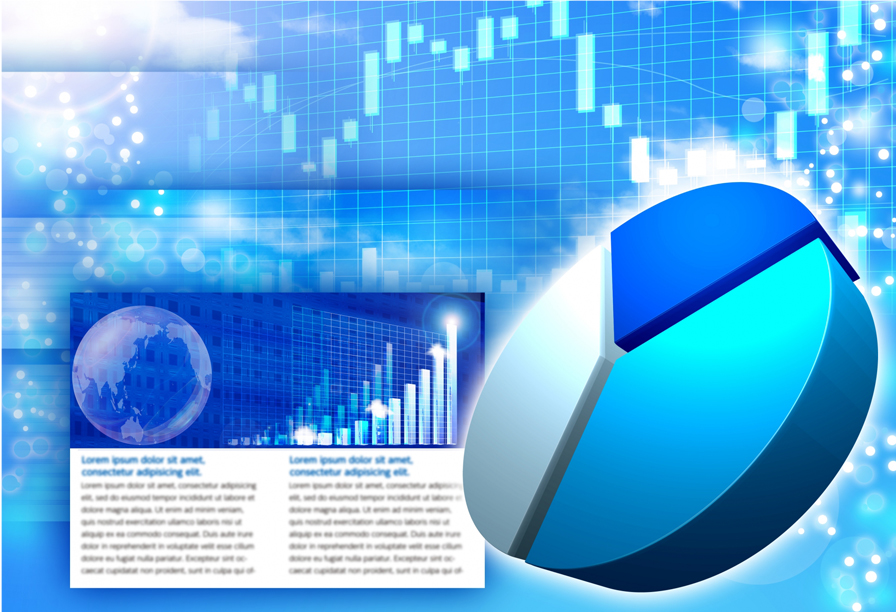 Lorem ipsum dolor sit amet,
consectetur adipisicing elit.
Lorem ipsum dolor sit amet, consectetur adipisicing
elit, sed do eiusmod tempor incididunt ut labore et
dolore magna aliqua. Ut enim ad minim veniam,
quis nostrud exercitation ullamco laboris nisi ut
aliquip ex ea commodo consequat. Duis aute irure
dolor in reprehenderit in voluptate velit esse cillum
dolore eu fugiat nulla pariatur. Excepteur sint oc-
caecat cupidatat non proident, sunt in culpa qui of-
Lorem ipsum dolor sit amet,
consectetur adipisicing elit.
Lorem ipsum dolor sit amet, consectetur adipisicing
elit, sed do eiusmod tempor incididunt ut labore et
dolore magna aliqua. Ut enim ad minim veniam,
quis nostrud exercitation ullamco laboris nisi ut
aliquip ex ea commodo consequat. Duis aute irure
dolor in reprehenderit in voluptate velit esse cillum
dolore eu fugiat nulla pariatur. Excepteur sint oc-
caecat cupidatat non proident, sunt in culpa qui of-